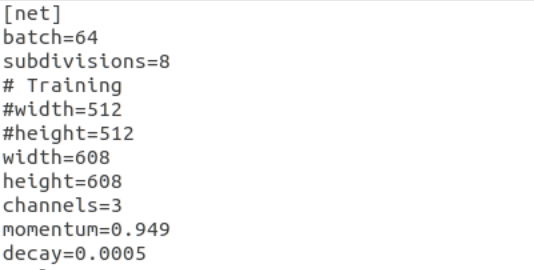 [net]
batch=64
subdivisions=8
# Training
#width=512
#height=512
width=608
height=608
channels=3
momentum=0.949
decay=0.0005